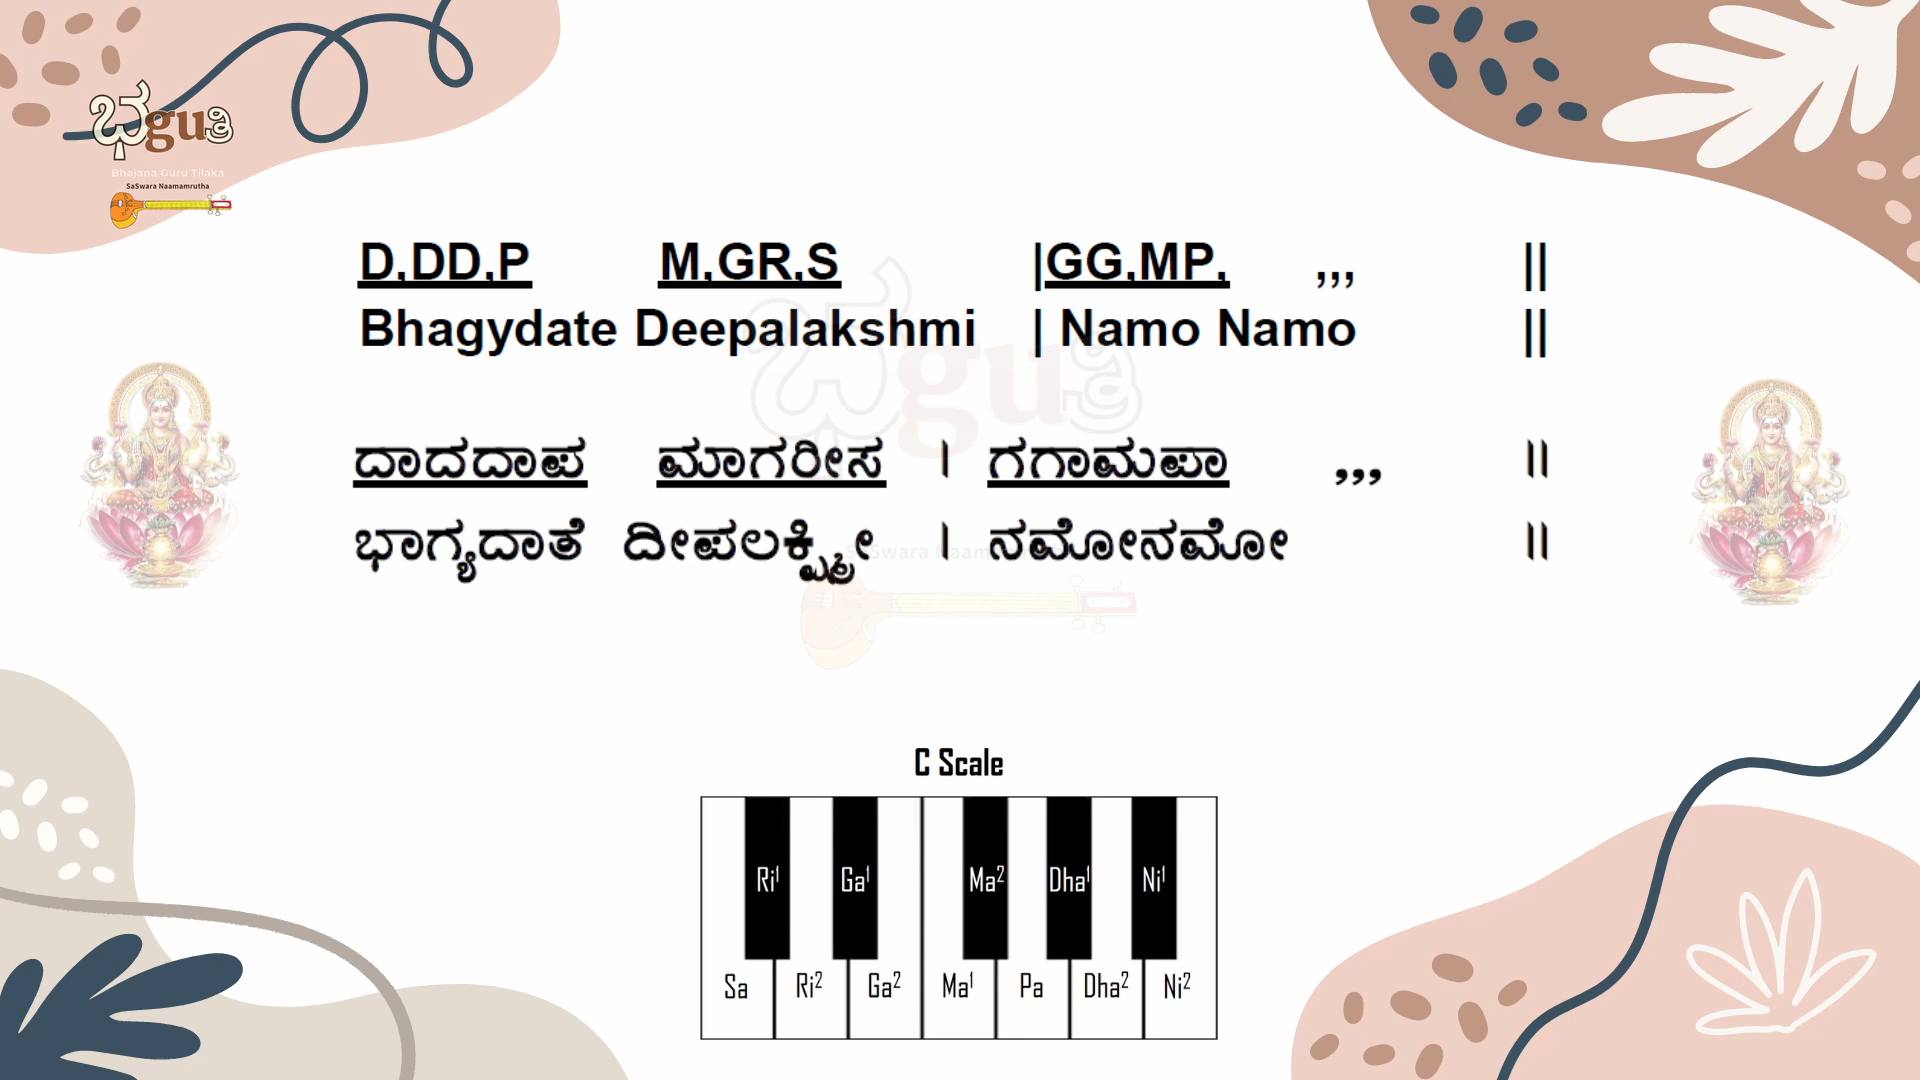 ಭguತಿ
Bhajana Guru Tilaka
SaSwara Naamamrutha
D,DD,P M,GR,S |GG,MP, ,,, ||
Bhagydate Deepalakshmi | Namo Namo ||
ದಾದದಾಪ ಮಾಗರೀಸ | ಗಗಾಮಪಾ ,,, ||
ಭಾಗ್ಯದಾತೆ ದೀಪಲಕ್ಷ್ಮೀ | ನಮೋನಮೋ ||
C Scale
Ri¹ Ga¹ Ma² Dha¹ Ni¹
Sa Ri² Ga² Ma¹ Pa Dha² Ni²